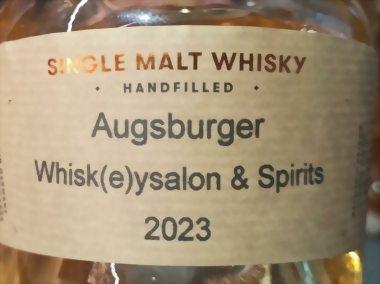 SINGLE MALT WHISKY
· HANDFILLED ·
Augsburger
Whisk(e)ysalon & Spirits
2023